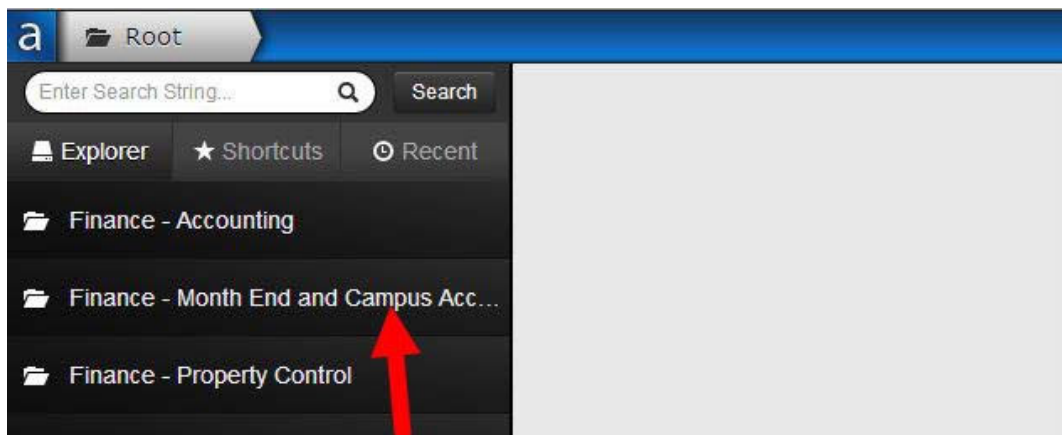 a Root
Enter Search String... Search
Explorer Shortcuts Recent
Finance - Accounting
Finance - Month End and Campus Acc...
Finance - Property Control